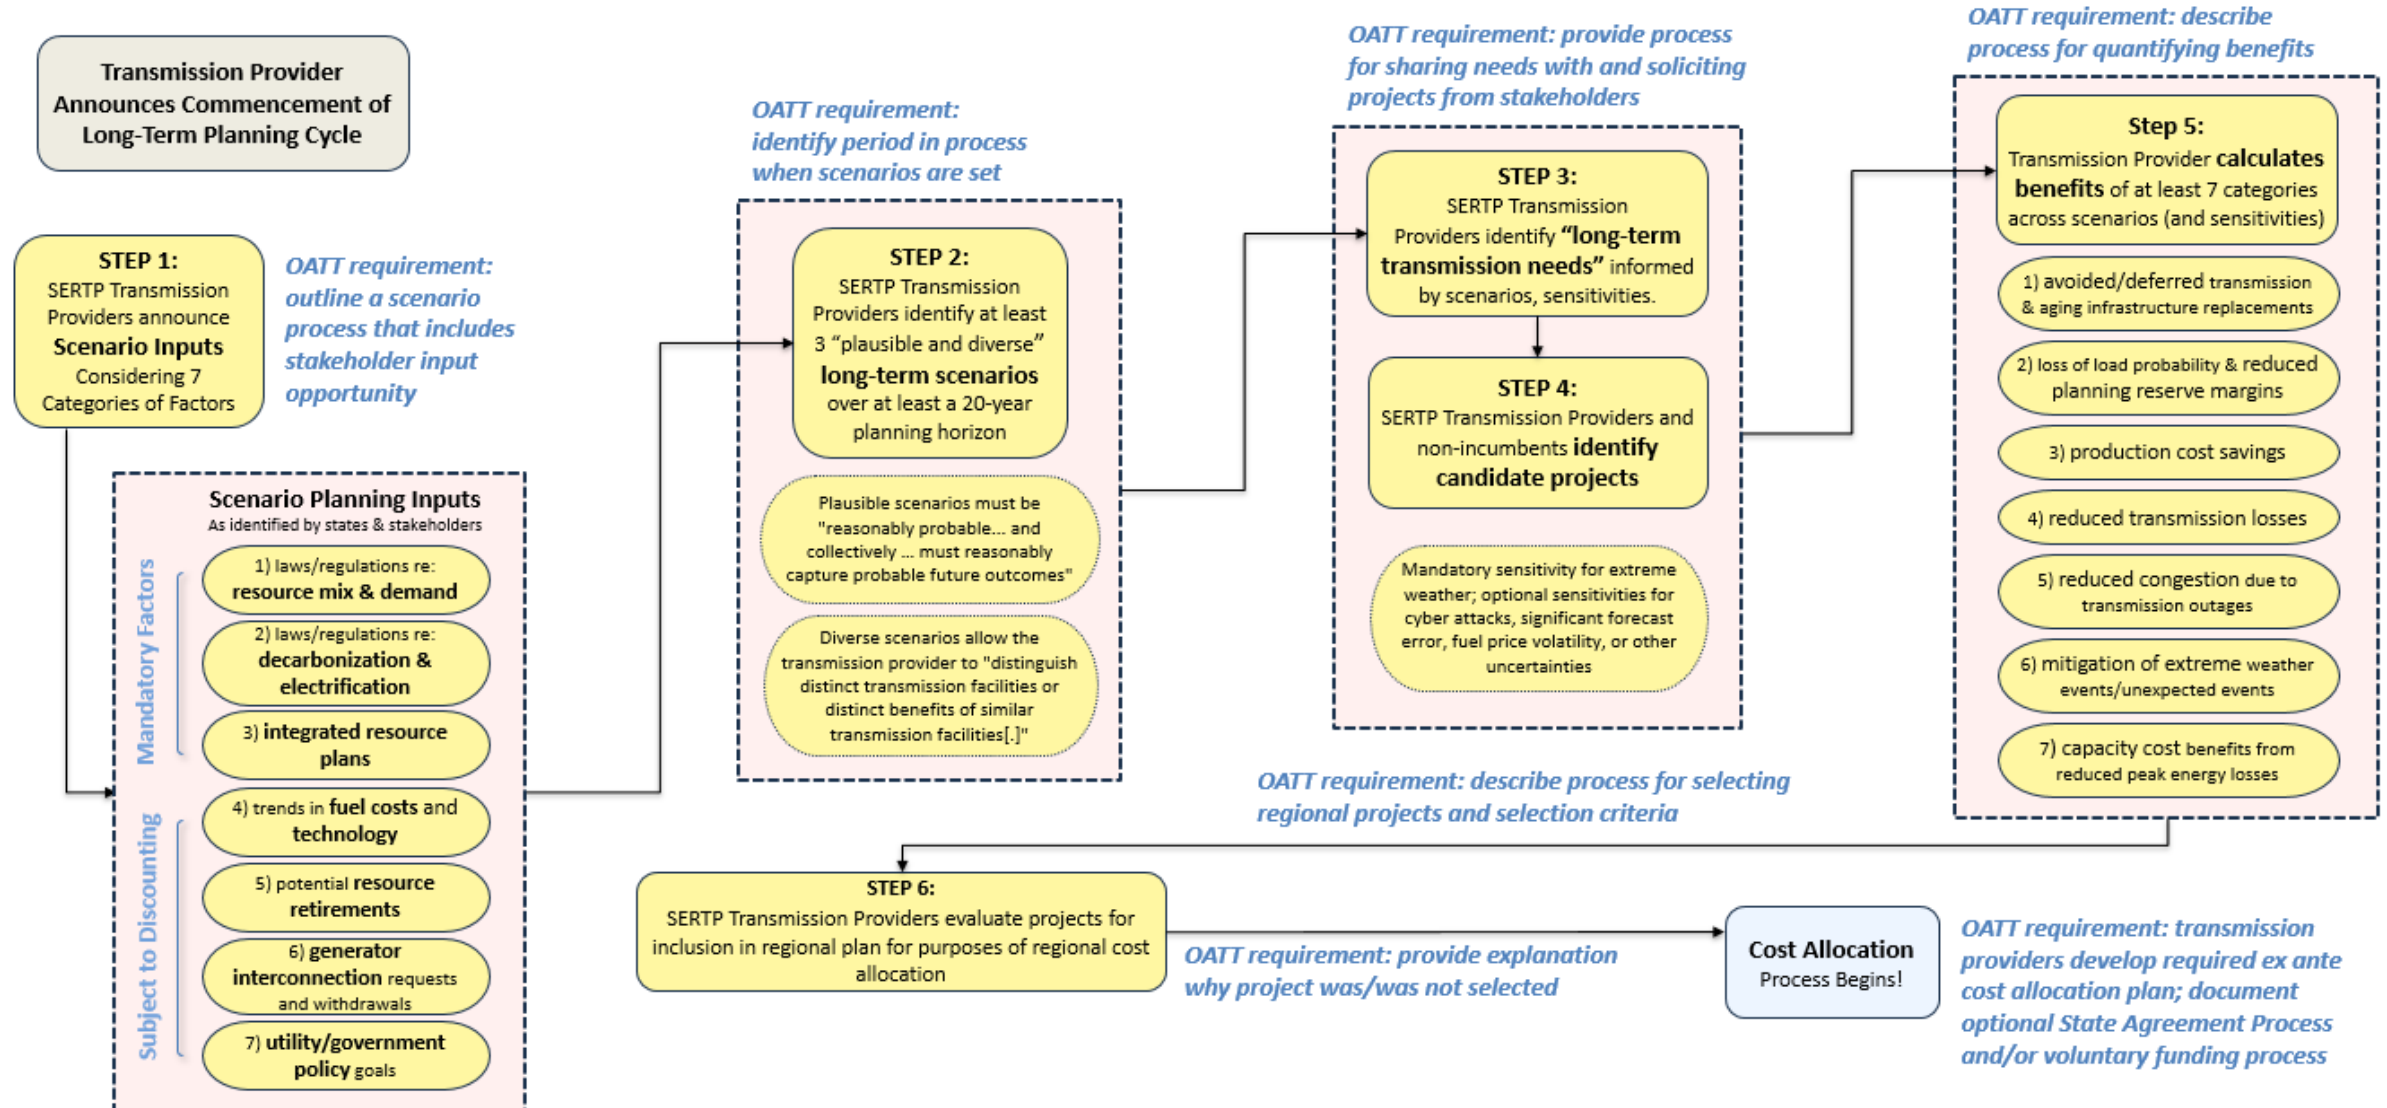 Transmission Provider
Announces Commencement of
Long-Term Planning Cycle
STEP 1:
SERTP Transmission
Providers announce
Scenario Inputs
Considering 7
Categories of Factors
OATT requirement:
outline a scenario
process that includes
stakeholder input
opportunity
Scenario Planning Inputs
As identified by states & stakeholders
Mandatory Factors
1) laws/regulations re:
resource mix & demand
2) laws/regulations re:
decarbonization &
electrification
3) integrated resource
plans
Subject to Discounting
4) trends in fuel costs and
technology
5) potential resource
retirements
6) generator
interconnection requests
and withdrawals
7) utility/government
policy goals
OATT requirement:
identify period in process
when scenarios are set
STEP 2:
SERTP Transmission
Providers identify at least
3 “plausible and diverse”
long-term scenarios
over at least a 20-year
planning horizon
Plausible scenarios must be
"reasonably probable... and
collectively ... must reasonably
capture probable future outcomes"
Diverse scenarios allow the
transmission provider to "distinguish
distinct transmission facilities or
distinct benefits of similar
transmission facilities[.]"
OATT requirement: provide process
for sharing needs with and soliciting
projects from stakeholders
STEP 3:
SERTP Transmission
Providers identify “long-term
transmission needs” informed
by scenarios, sensitivities.
STEP 4:
SERTP Transmission Providers and
non-incumbents identify
candidate projects
Mandatory sensitivity for extreme
weather; optional sensitivities for
cyber attacks, significant forecast
error, fuel price volatility, or other
uncertainties
OATT requirement: describe
process for quantifying benefits
Step 5:
Transmission Provider calculates
benefits of at least 7 categories
across scenarios (and sensitivities)
1) avoided/deferred transmission
& aging infrastructure replacements
2) loss of load probability & reduced
planning reserve margins
3) production cost savings
4) reduced transmission losses
5) reduced congestion due to
transmission outages
6) mitigation of extreme weather
events/unexpected events
7) capacity cost benefits from
reduced peak energy losses
OATT requirement: describe process for selecting
regional projects and selection criteria
STEP 6:
SERTP Transmission Providers evaluate projects for
inclusion in regional plan for purposes of regional cost
allocation
OATT requirement: provide explanation
why project was/was not selected
Cost Allocation
Process Begins!
OATT requirement: transmission
providers develop required ex ante
cost allocation plan; document
optional State Agreement Process
and/or voluntary funding process